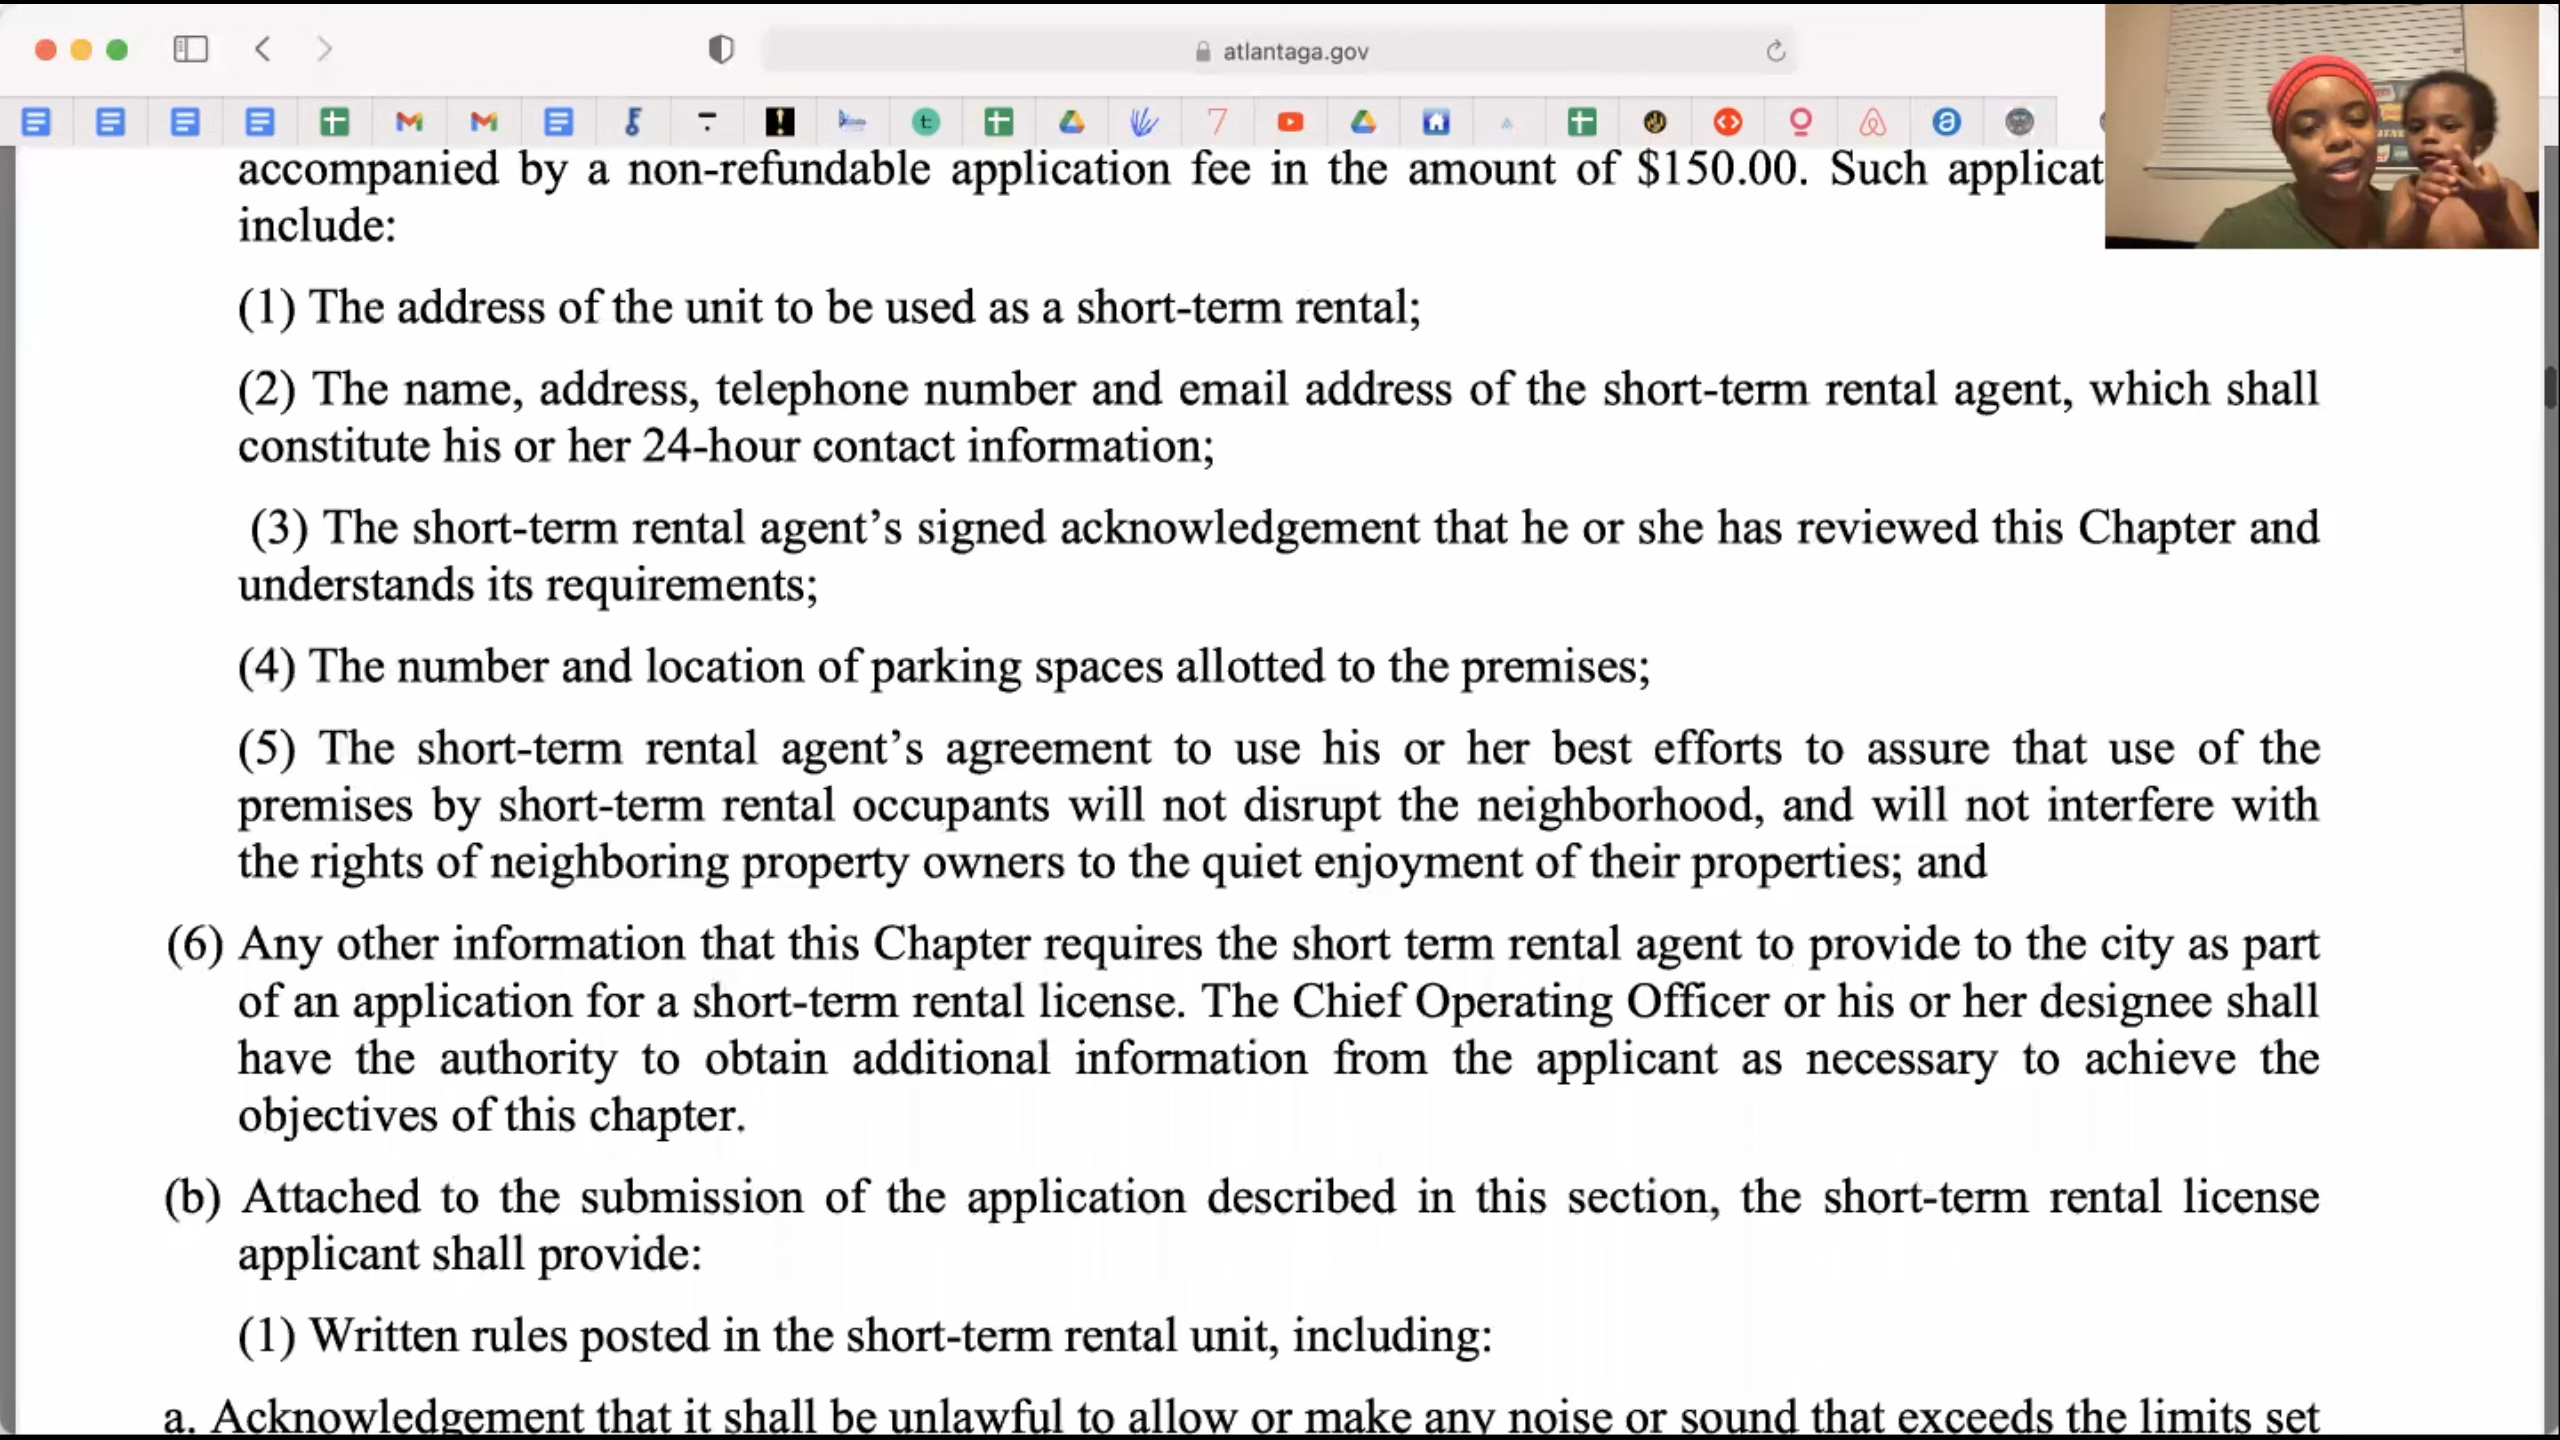 atlantaga.gov
accompanied by a non-refundable application fee in the amount of $150.00. Such applicat
include:
(1) The address of the unit to be used as a short-term rental;
(2) The name, address, telephone number and email address of the short-term rental agent, which shall
constitute his or her 24-hour contact information;
(3) The short-term rental agent’s signed acknowledgement that he or she has reviewed this Chapter and
understands its requirements;
(4) The number and location of parking spaces allotted to the premises;
(5) The short-term rental agent’s agreement to use his or her best efforts to assure that use of the
premises by short-term rental occupants will not disrupt the neighborhood, and will not interfere with
the rights of neighboring property owners to the quiet enjoyment of their properties; and
(6) Any other information that this Chapter requires the short term rental agent to provide to the city as part
of an application for a short-term rental license. The Chief Operating Officer or his or her designee shall
have the authority to obtain additional information from the applicant as necessary to achieve the
objectives of this chapter.
(b) Attached to the submission of the application described in this section, the short-term rental license
applicant shall provide:
(1) Written rules posted in the short-term rental unit, including:
a. Acknowledgement that it shall be unlawful to allow or make any noise or sound that exceeds the limits set